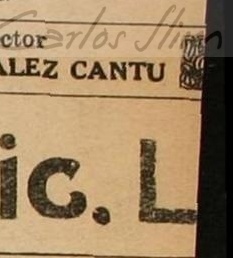 Carlos Slim
ctor
ALEZ CANTU
ic. L